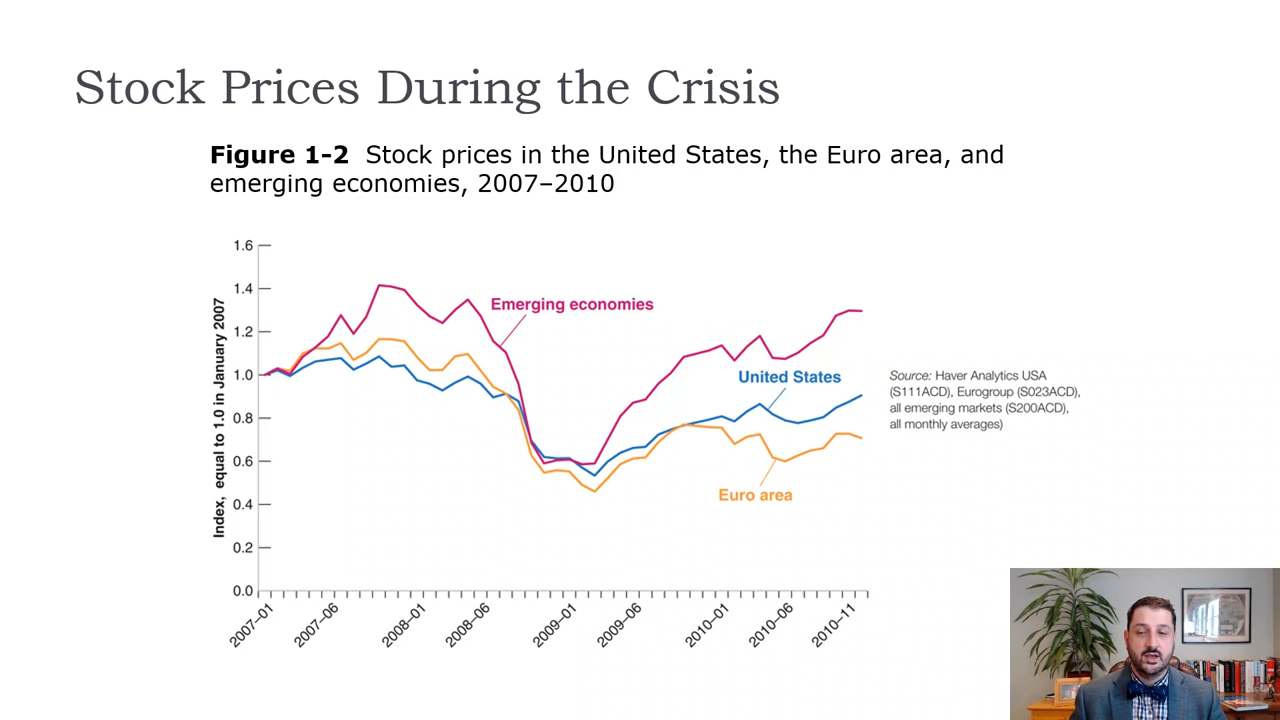 Stock Prices During the Crisis
Figure 1-2 Stock prices in the United States, the Euro area, and
emerging economies, 2007–2010
Index, equal to 1.0 in January 2007
1.6
1.4
1.2
1.0
0.8
0.6
0.4
0.2
0.0
Emerging economies
United States
Euro area
2007–01
2007–06
2008–01
2008–06
2009–01
2009–06
2010–01
2010–06
2010–11
Source: Haver Analytics USA
(S111ACD), Eurogroup (S023ACD),
all emerging markets (S200ACD),
all monthly averages)